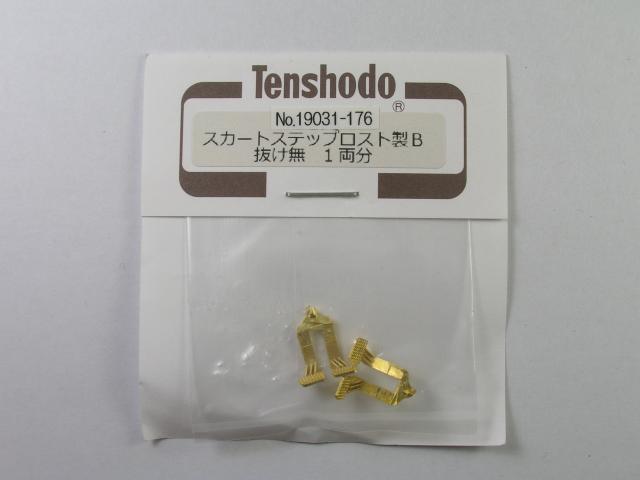 Tenshodo
®
No.19031-176
スカートステップロスト製B
抜け無 1両分